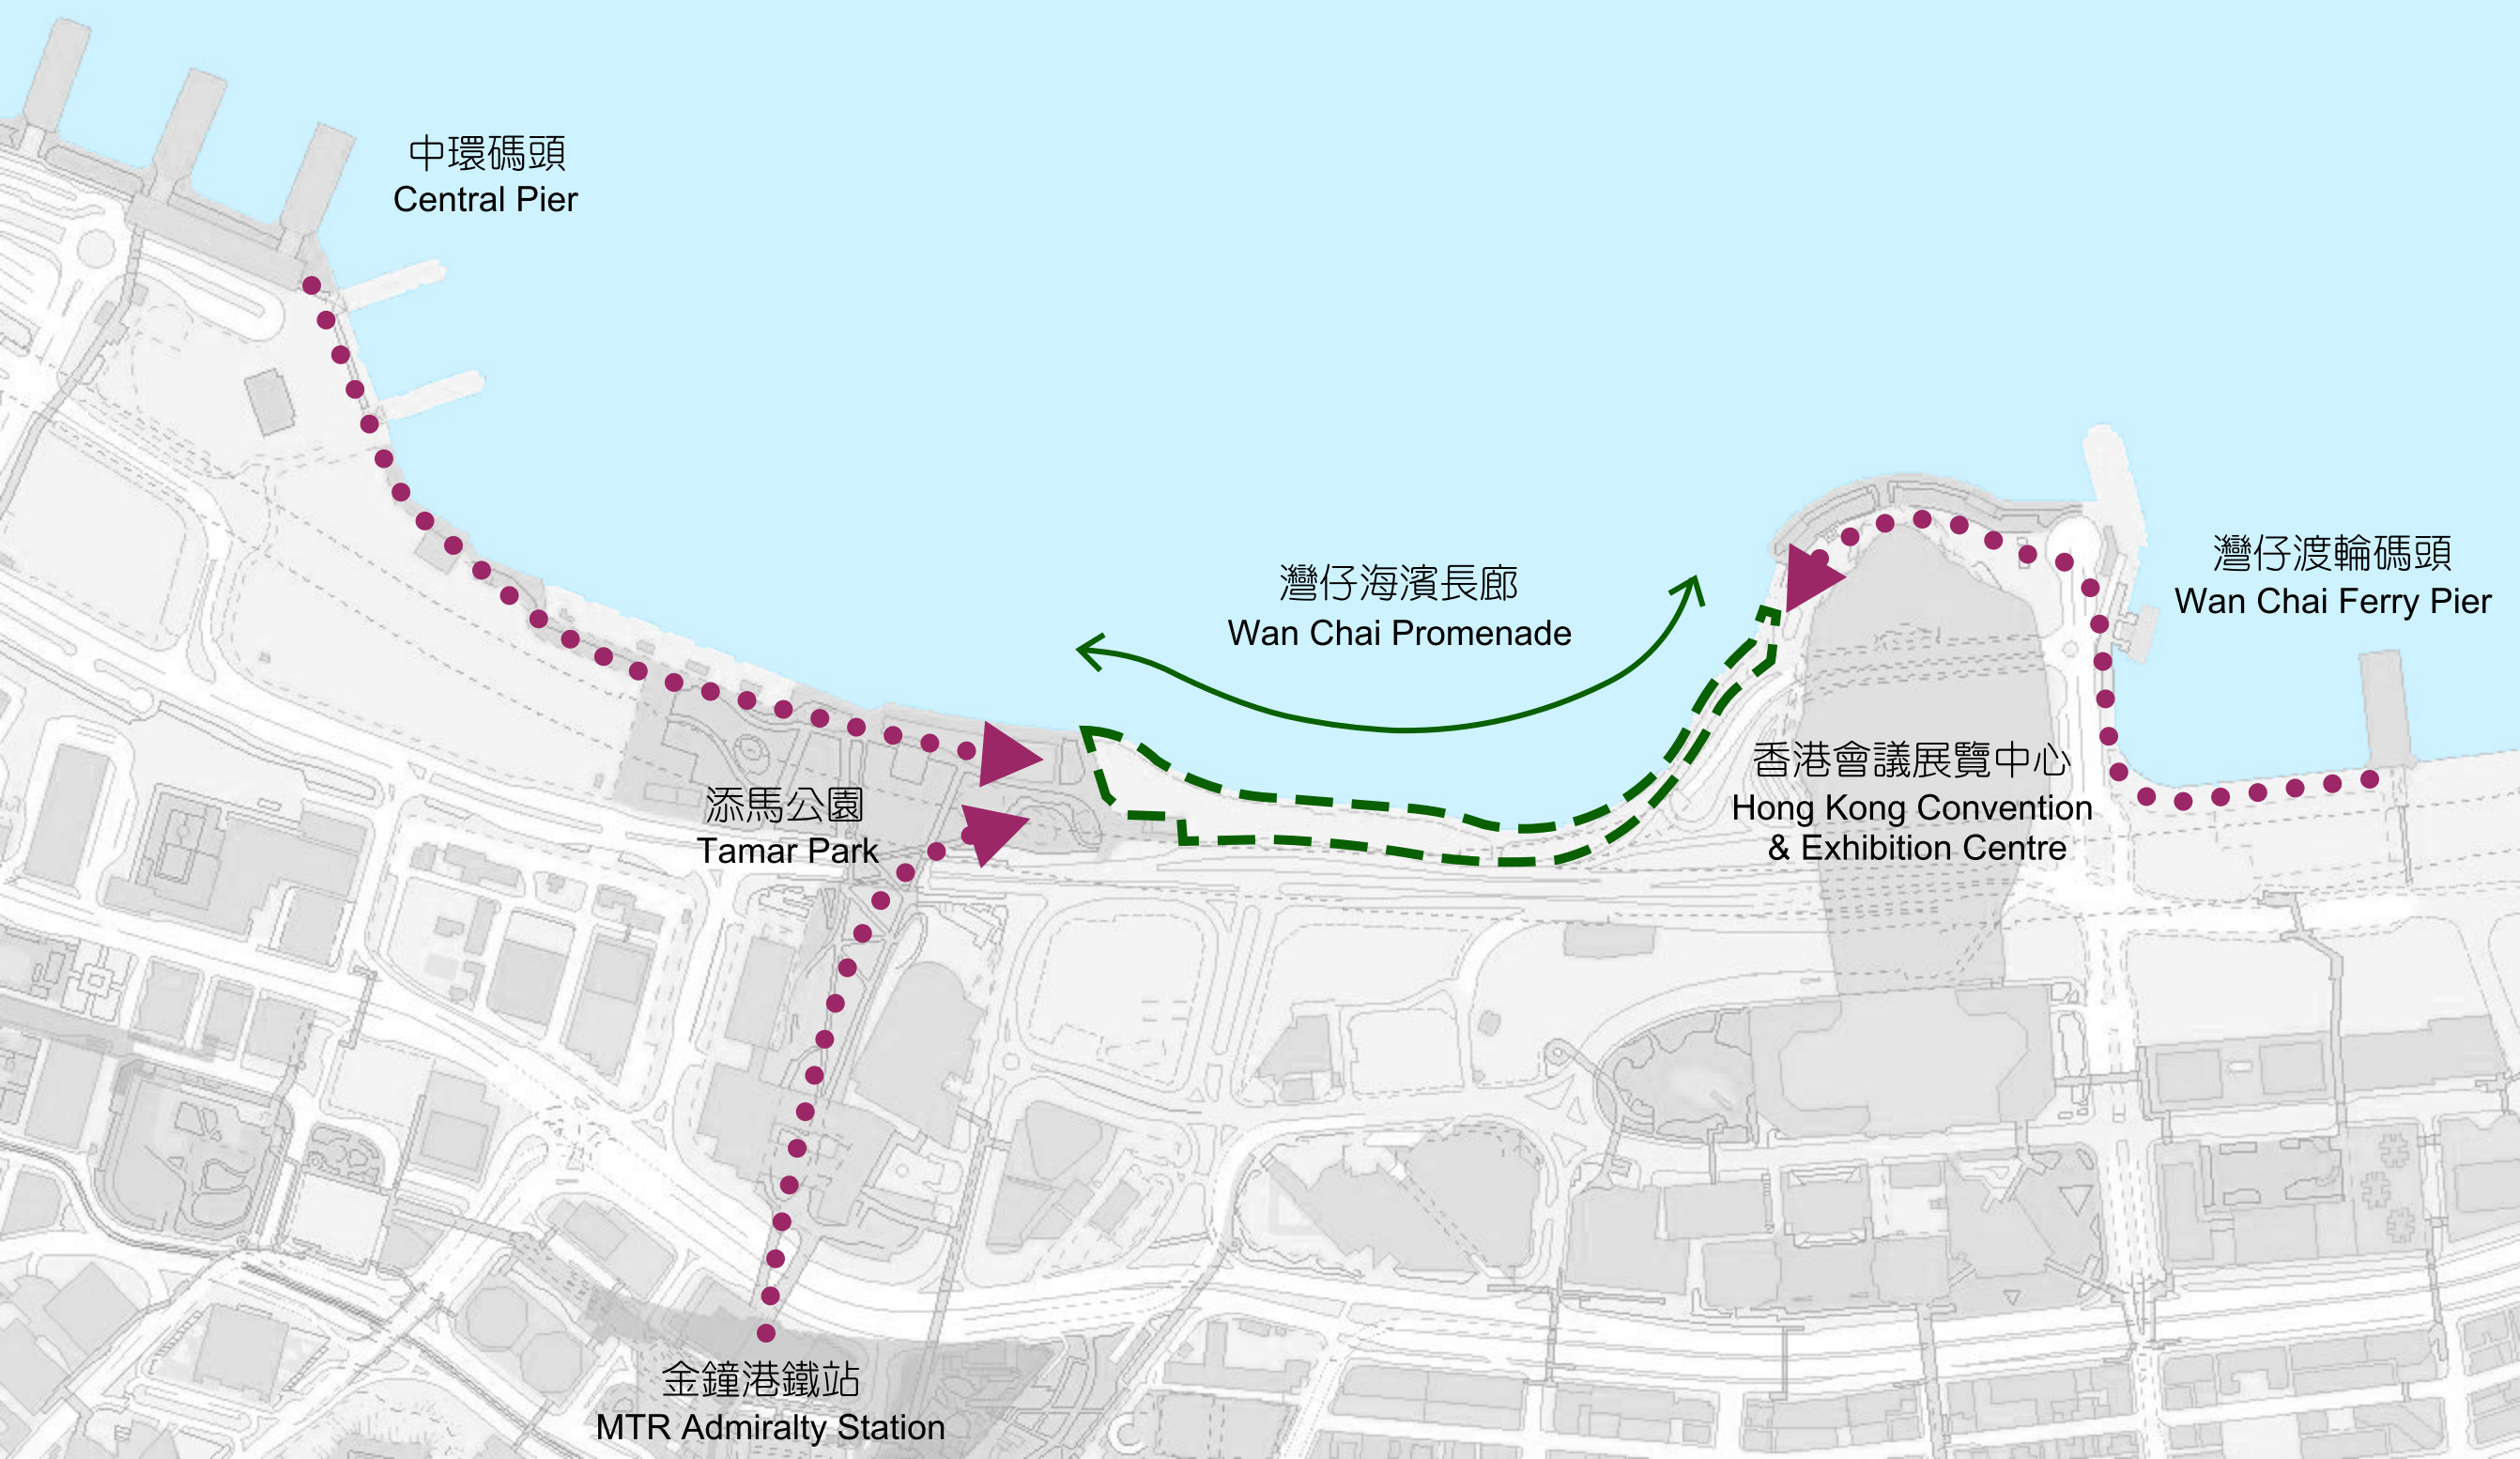 中環碼頭
Central Pier
灣仔渡輪碼頭
Wan Chai Ferry Pier
灣仔海濱長廊
Wan Chai Promenade
香港會議展覽中心
Hong Kong Convention
& Exhibition Centre
添馬公園
Tamar Park
金鐘港鐵站
MTR Admiralty Station